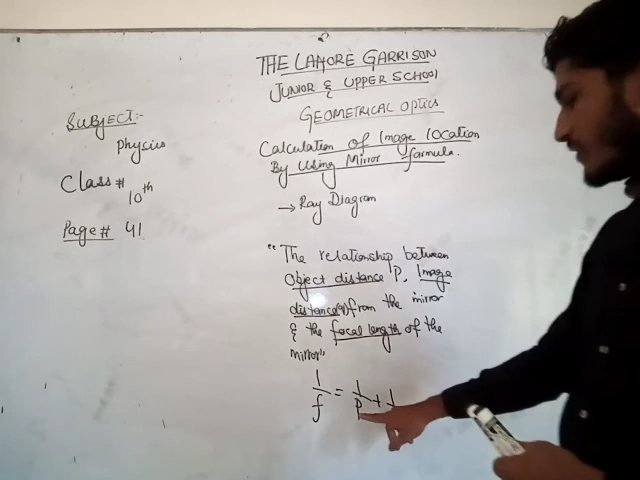 THE LAHORE GARRISON
JUNIOR & UPPER SCHOOL
GEOMETRICAL OPTICS
Calculation of Image location
By Using Mirror formula.
→ Ray Diagram
SUBJECT:-
Physics
Class # 10th
Page # 41
"The relationship between
Object distance 'P, Image
distance(q) from the mirror
& the focal length of the
mirror"
1/f = 1/P + 1